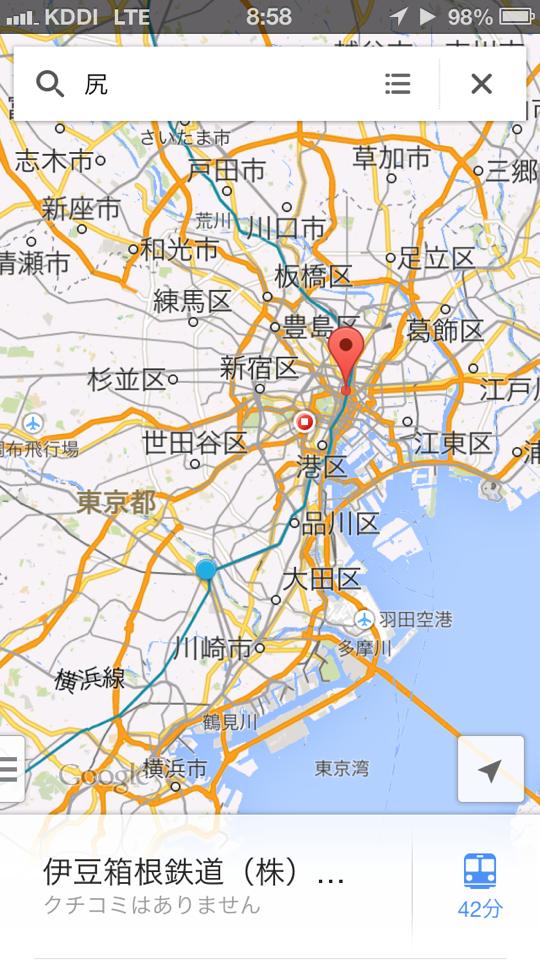 KDDI LTE 8:58 98%
尻
さいたま市
志木市
戸田市
草加市
三郷
新座市
荒川
川口市
和光市
足立区
青瀬市
板橋区
練馬区
豊島区
葛飾区
新宿区
杉並区
江戸川
世田谷区
江東区
調布飛行場
港区
東京都
品川区
大田区
羽田空港
川崎市
多摩川
横浜線
鶴見川
Google
横浜市
東京湾
伊豆箱根鉄道（株）...
クチコミはありません
42分